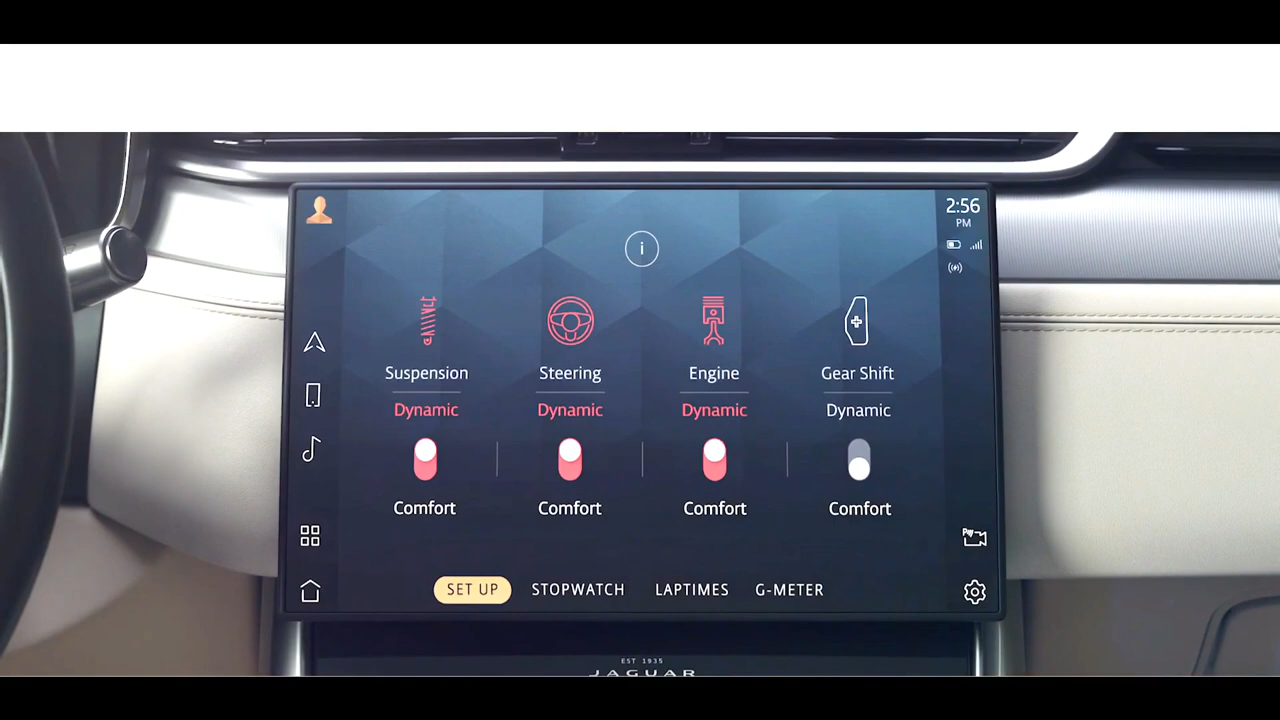 2:56
PM
i
Suspension
Steering
Engine
Gear Shift
Dynamic
Dynamic
Dynamic
Dynamic
Comfort
Comfort
Comfort
Comfort
SET UP
STOPWATCH
LAPTIMES
G-METER
EST 1935
JAGUAR